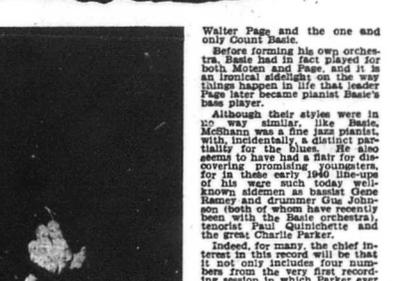 Walter Page and the one and
only Count Basie.
Before forming his own orches-
tra, Basie had in fact played for
both Moten and Page, and it is
an ironical sidelight on the way
things happen in life that leader
Page later became pianist Basie's
bass player.
Although their styles were in
no way similar, like Basie,
McShann was a fine jazz pianist,
with, incidentally, a distinct par-
tiality for the blues. He also
seems to have had a flair for dis-
covering promising youngsters,
for in these early 1940 line-ups
of his were such today well-
known sidemen as bassist Gene
Ramey and drummer Gus John-
son (both of whom have recently
been with the Basie orchestra),
tenorist Paul Quinichette and
the great Charlie Parker.
Indeed, for many, the chief in-
terest in this record will be that
it not only includes four num-
bers from the very first record-
ing session in which Parker ever